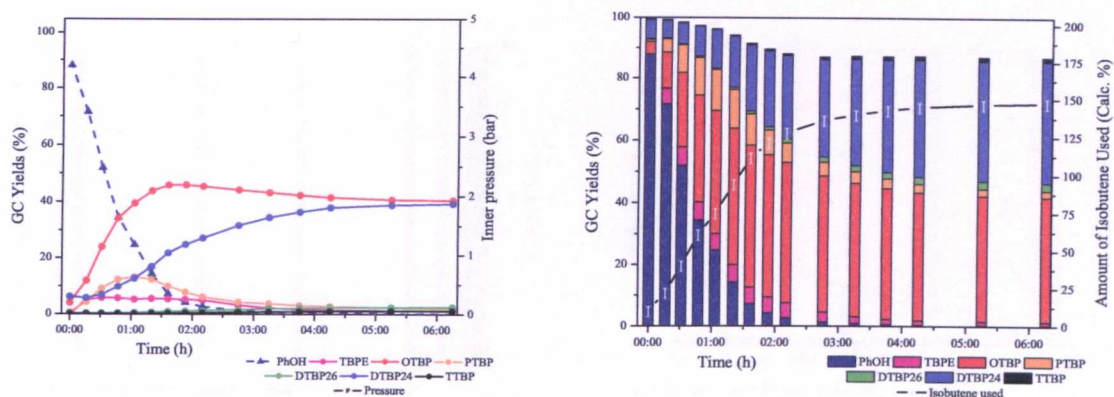 100
80
60
40
20
0
GC Yields (%)
5
4
3
2
1
0
Inner pressure (bar)
00:00 01:00 02:00 03:00 04:00 05:00 06:00
Time (h)
PhOH TBPE OTBP PTBP
DTBP26 DTBP24 TTBP
Pressure
100
80
60
40
20
0
GC Yields (%)
200
175
150
125
100
75
50
25
0
Amount of Isobutene Used (Calc. %)
00:00 01:00 02:00 03:00 04:00 05:00 06:00
Time (h)
PhOH TBPE OTBP PTBP
DTBP26 DTBP24 TTBP
Isobutene used